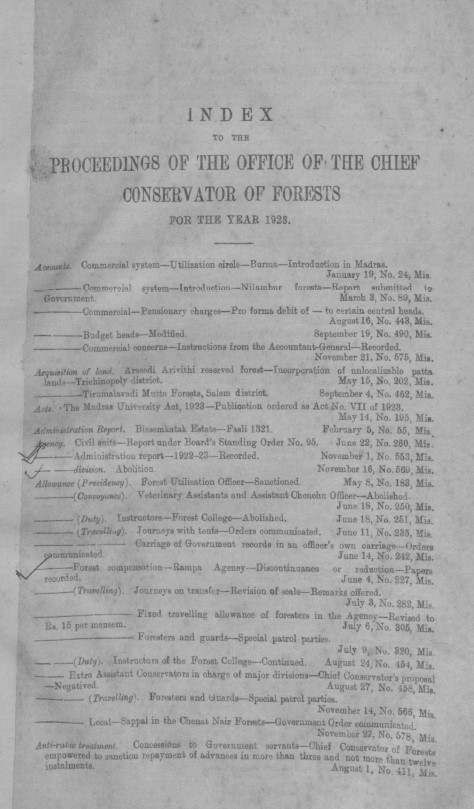 INDEX
TO THE
PROCEEDINGS OF THE OFFICE OF THE CHIEF
CONSERVATOR OF FORESTS
FOR THE YEAR 1923.
Accounts. Commercial system—Utilization circle—Burma—Introduction in Madras.
January 19, No. 24, Mis.
———Commercial system—Introduction—Nilambur forests—Report submitted to
Government. March 3, No. 89, Mis.
———Commercial—Pensionary charges—Pro forma debit of — to certain central heads.
August 16, No. 443, Mis.
———Budget heads—Modified. September 19, No. 490, Mis.
———Commercial concerns—Instructions from the Accountant-General—Recorded.
November 21, No. 575, Mis.
Acquisition of land. Arasadi Arivithi reserved forest—Incorporation of unlocalizable patta
lands—Trichinopoly district. May 15, No. 202, Mis.
———Tirumalavadi Mutta Forests, Salem district. September 4, No. 462, Mis.
Acts. The Madras University Act, 1923—Publication ordered as Act No. VII of 1923.
May 14, No. 195, Mis.
Administration Report. Bissemkatak Estate—Fasli 1321. February 5, No. 55, Mis.
Agency. Civil suits—Report under Board's Standing Order No. 95. June 22, No. 260, Mis.
———Administration report—1922-23—Recorded. November 1, No. 553, Mis.
———division. Abolition. November 16, No. 569, Mis.
Allowance (Presidency). Forest Utilisation Officer—Sanctioned. May 8, No. 183, Mis.
———(Conveyance). Veterinary Assistants and Assistant Chenchu Officer—Abolished.
June 18, No. 250, Mis.
———(Duty). Instructors—Forest College—Abolished. June 18, No. 251, Mis.
———(Travelling). Journeys with tents—Orders communicated. June 11, No. 235, Mis.
——— ——— Carriage of Government records in an officer's own carriage—Orders
communicated. June 14, No. 242, Mis.
———Forest compensation—Rampa Agency—Discontinuance or reduction—Papers
recorded. June 4, No. 227, Mis.
———(Travelling). Journeys on transfer—Revision of scale—Remarks offered.
July 3, No. 282, Mis.
——— ——— Fixed travelling allowance of foresters in the Agency—Revised to
Rs. 15 per mensem. July 6, No. 305, Mis.
——— ——— Foresters and guards—Special patrol parties.
July 9, No. 320, Mis.
———(Duty). Instructors of the Forest College—Continued. August 24, No. 454, Mis.
——— Extra Assistant Conservators in charge of major divisions—Chief Conservator's proposal
—Negatived. August 27, No. 458, Mis.
———(Travelling). Foresters and Guards—Special patrol parties.
November 14, No. 566, Mis.
——— Local—Sappal in the Chenat Nair Forests—Government Order communicated.
November 27, No. 578, Mis.
Anti-rabic treatment. Concessions to Government servants—Chief Conservator of Forests
empowered to sanction repayment of advances in more than three and not more than twelve
instalments. August 1, No. 411, Mis.